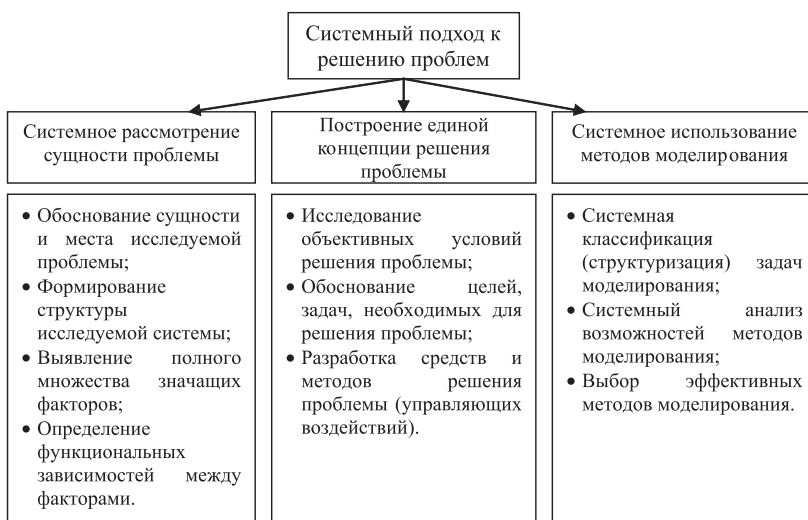 Системный подход к
решению проблем
Системное рассмотрение
сущности проблемы
Построение единой
концепции решения
проблемы
Системное использование
методов моделирования
• Обоснование сущности
и места исследуемой
проблемы;
• Формирование
структуры
исследуемой системы;
• Выявление полного
множества значащих
факторов;
• Определение
функциональных
зависимостей между
факторами.
• Исследование
объективных условий
решения проблемы;
• Обоснование целей,
задач, необходимых для
решения проблемы;
• Разработка средств и
методов решения
проблемы (управляющих
воздействий).
• Системная
классификация
(структуризация) задач
моделирования;
• Системный анализ
возможностей методов
моделирования;
• Выбор эффективных
методов моделирования.